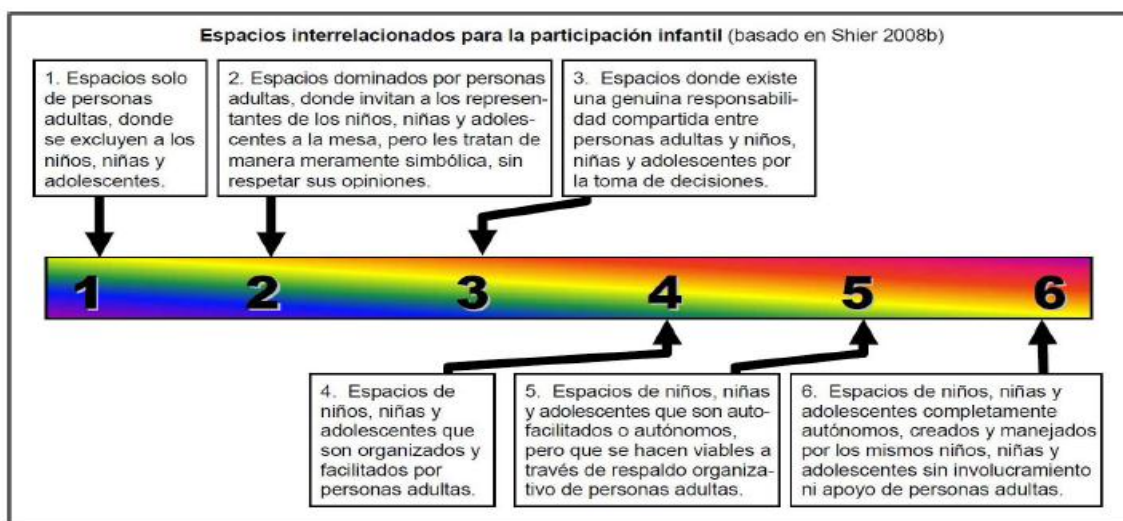 Espacios interrelacionados para la participación infantil (basado en Shier 2008b)
1. Espacios solo
de personas
adultas, donde
se excluyen a los
niños, niñas y
adolescentes.
2. Espacios dominados por personas
adultas, donde invitan a los represen-
tantes de los niños, niñas y adoles-
centes a la mesa, pero les tratan de
manera meramente simbólica, sin
respetar sus opiniones.
3. Espacios donde existe
una genuina responsabili-
dad compartida entre
personas adultas y niños,
niñas y adolescentes por
la toma de decisiones.
1 2 3 4 5 6
4. Espacios de
niños, niñas y
adolescentes que
son organizados y
facilitados por
personas adultas.
5. Espacios de niños, niñas
y adolescentes que son auto-
facilitados o autónomos,
pero que se hacen viables a
través de respaldo organiza-
tivo de personas adultas.
6. Espacios de niños, niñas y
adolescentes completamente
autónomos, creados y manejados
por los mismos niños, niñas y
adolescentes sin involucramiento
ni apoyo de personas adultas.